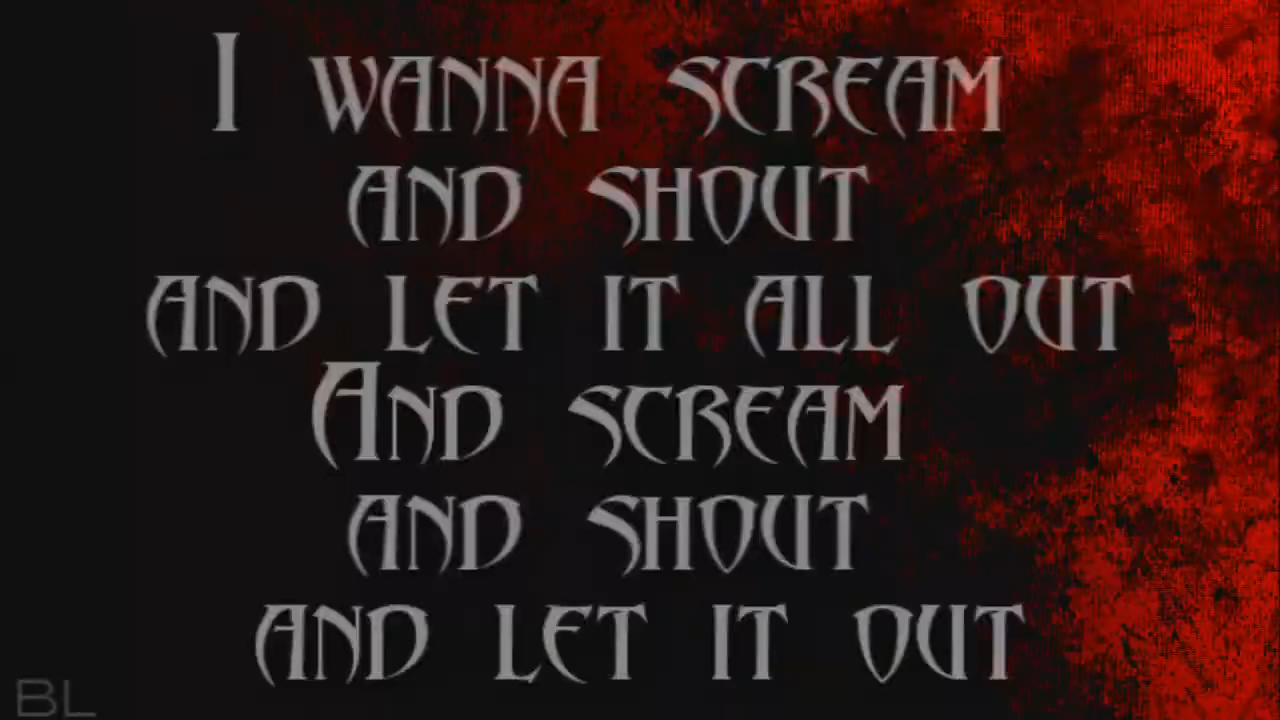 I WANNA SCREAM
AND SHOUT
AND LET IT ALL OUT
AND SCREAM
AND SHOUT
AND LET IT OUT
BL